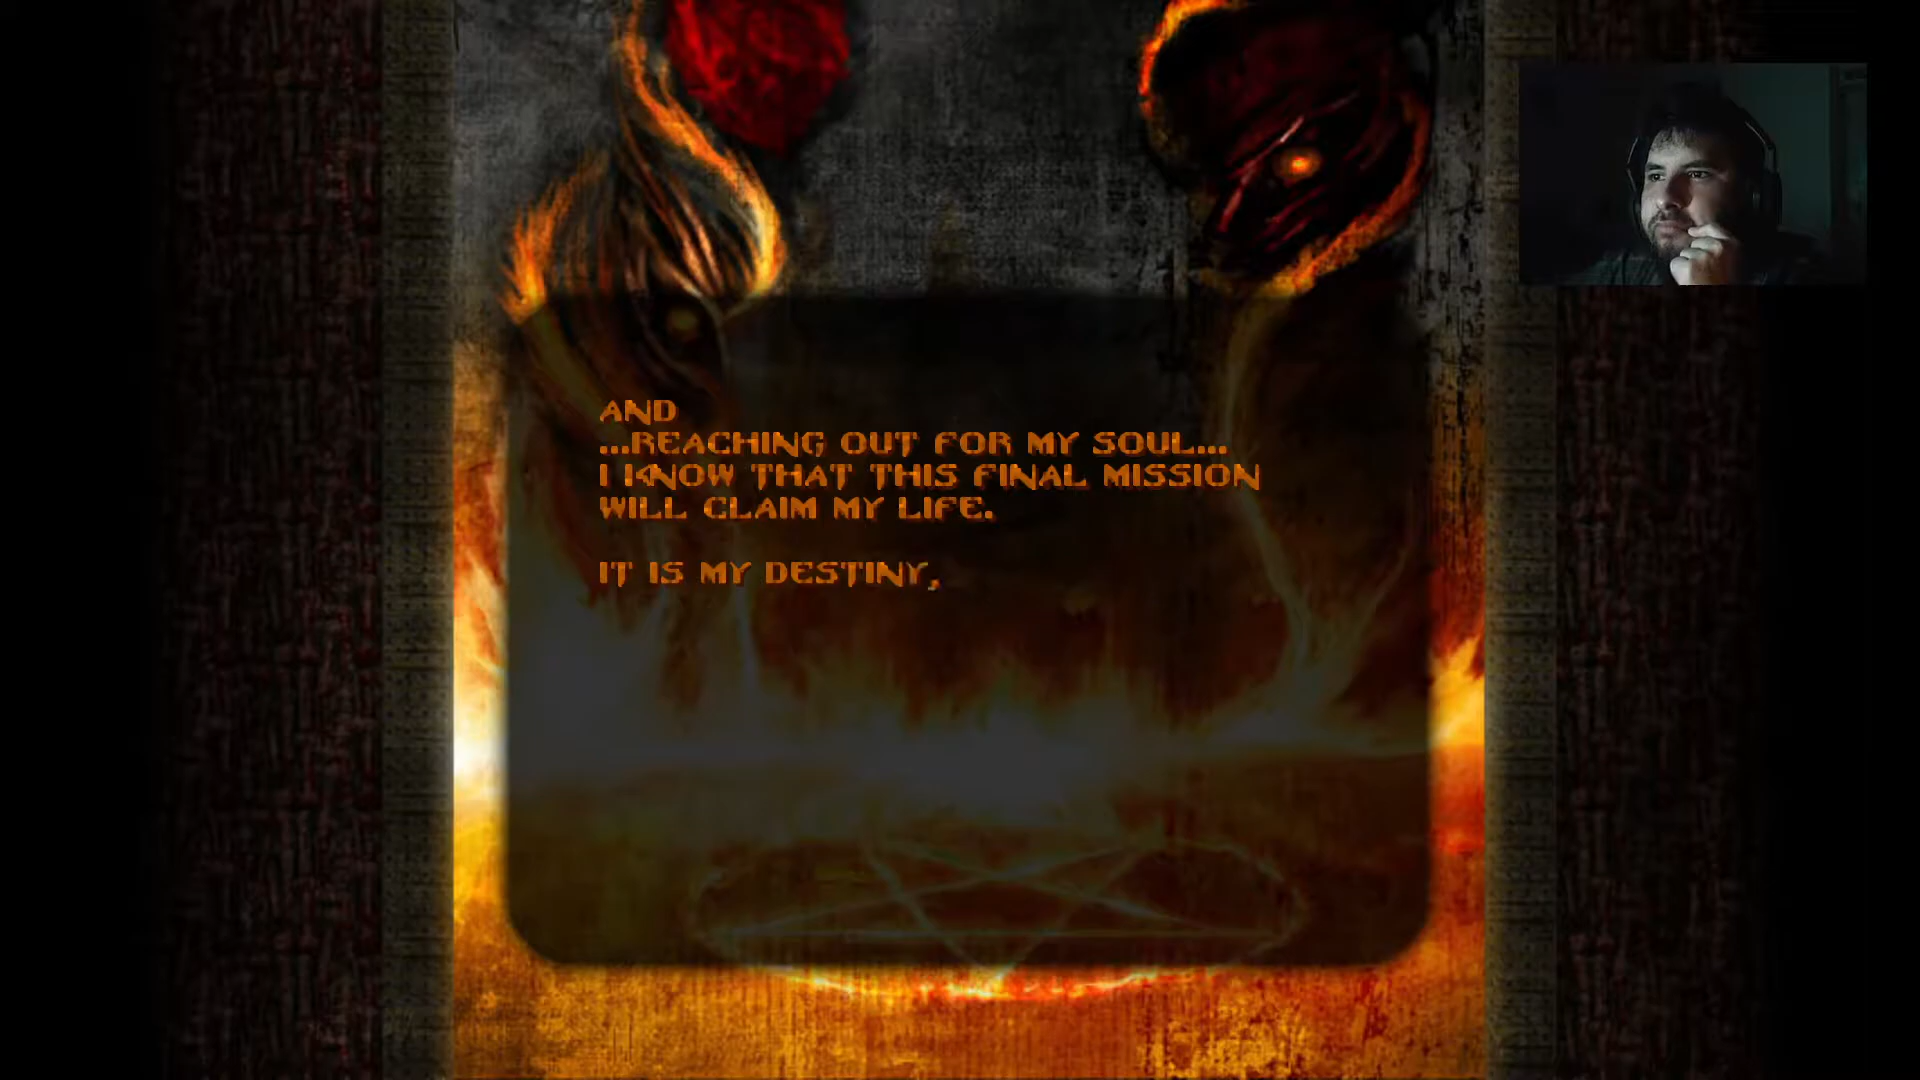 AND
...REACHING OUT FOR MY SOUL...
I KNOW THAT THIS FINAL MISSION
WILL CLAIM MY LIFE.
IT IS MY DESTINY,